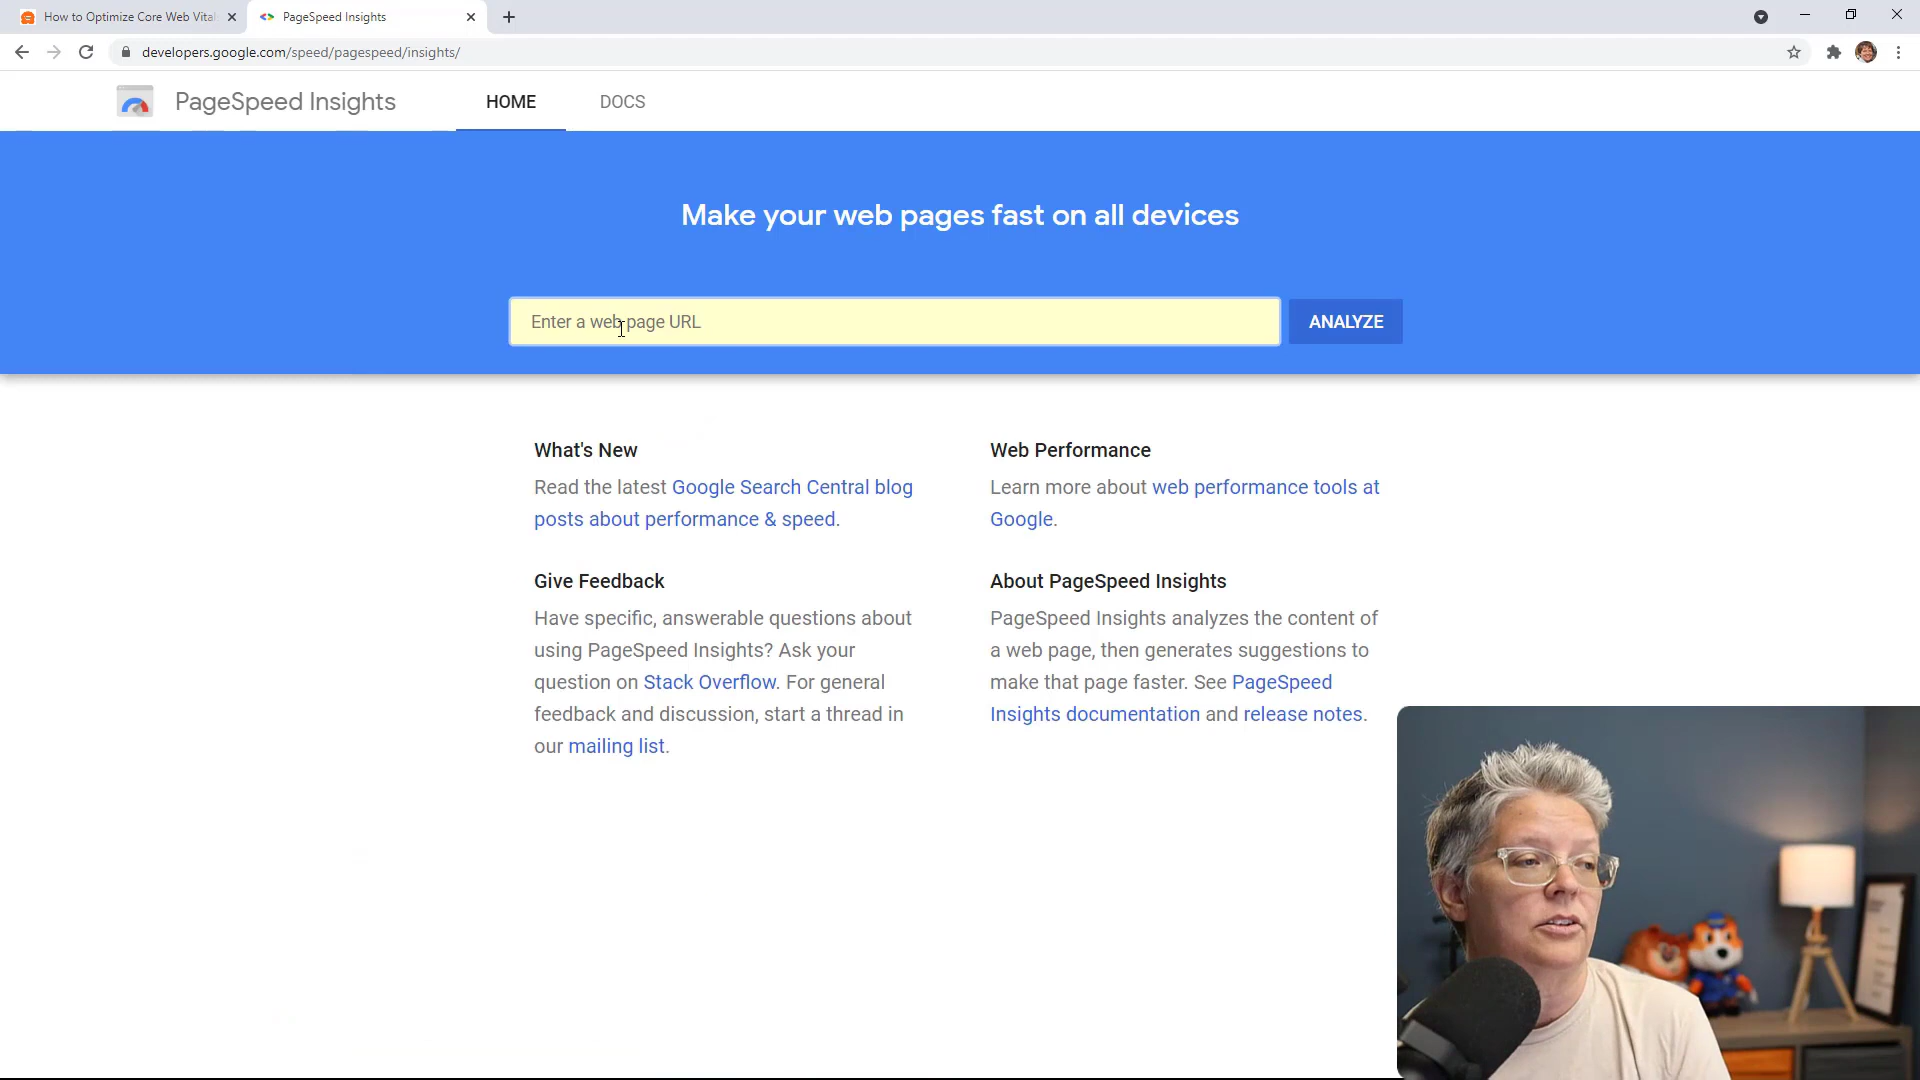 How to Optimize Core Web Vital
PageSpeed Insights
developers.google.com/speed/pagespeed/insights/
PageSpeed Insights
HOME
DOCS
Make your web pages fast on all devices
Enter a web page URL
ANALYZE
What's New
Read the latest Google Search Central blog
posts about performance & speed.
Give Feedback
Have specific, answerable questions about
using PageSpeed Insights? Ask your
question on Stack Overflow. For general
feedback and discussion, start a thread in
our mailing list.
Web Performance
Learn more about web performance tools at
Google.
About PageSpeed Insights
PageSpeed Insights analyzes the content of
a web page, then generates suggestions to
make that page faster. See PageSpeed
Insights documentation and release notes.